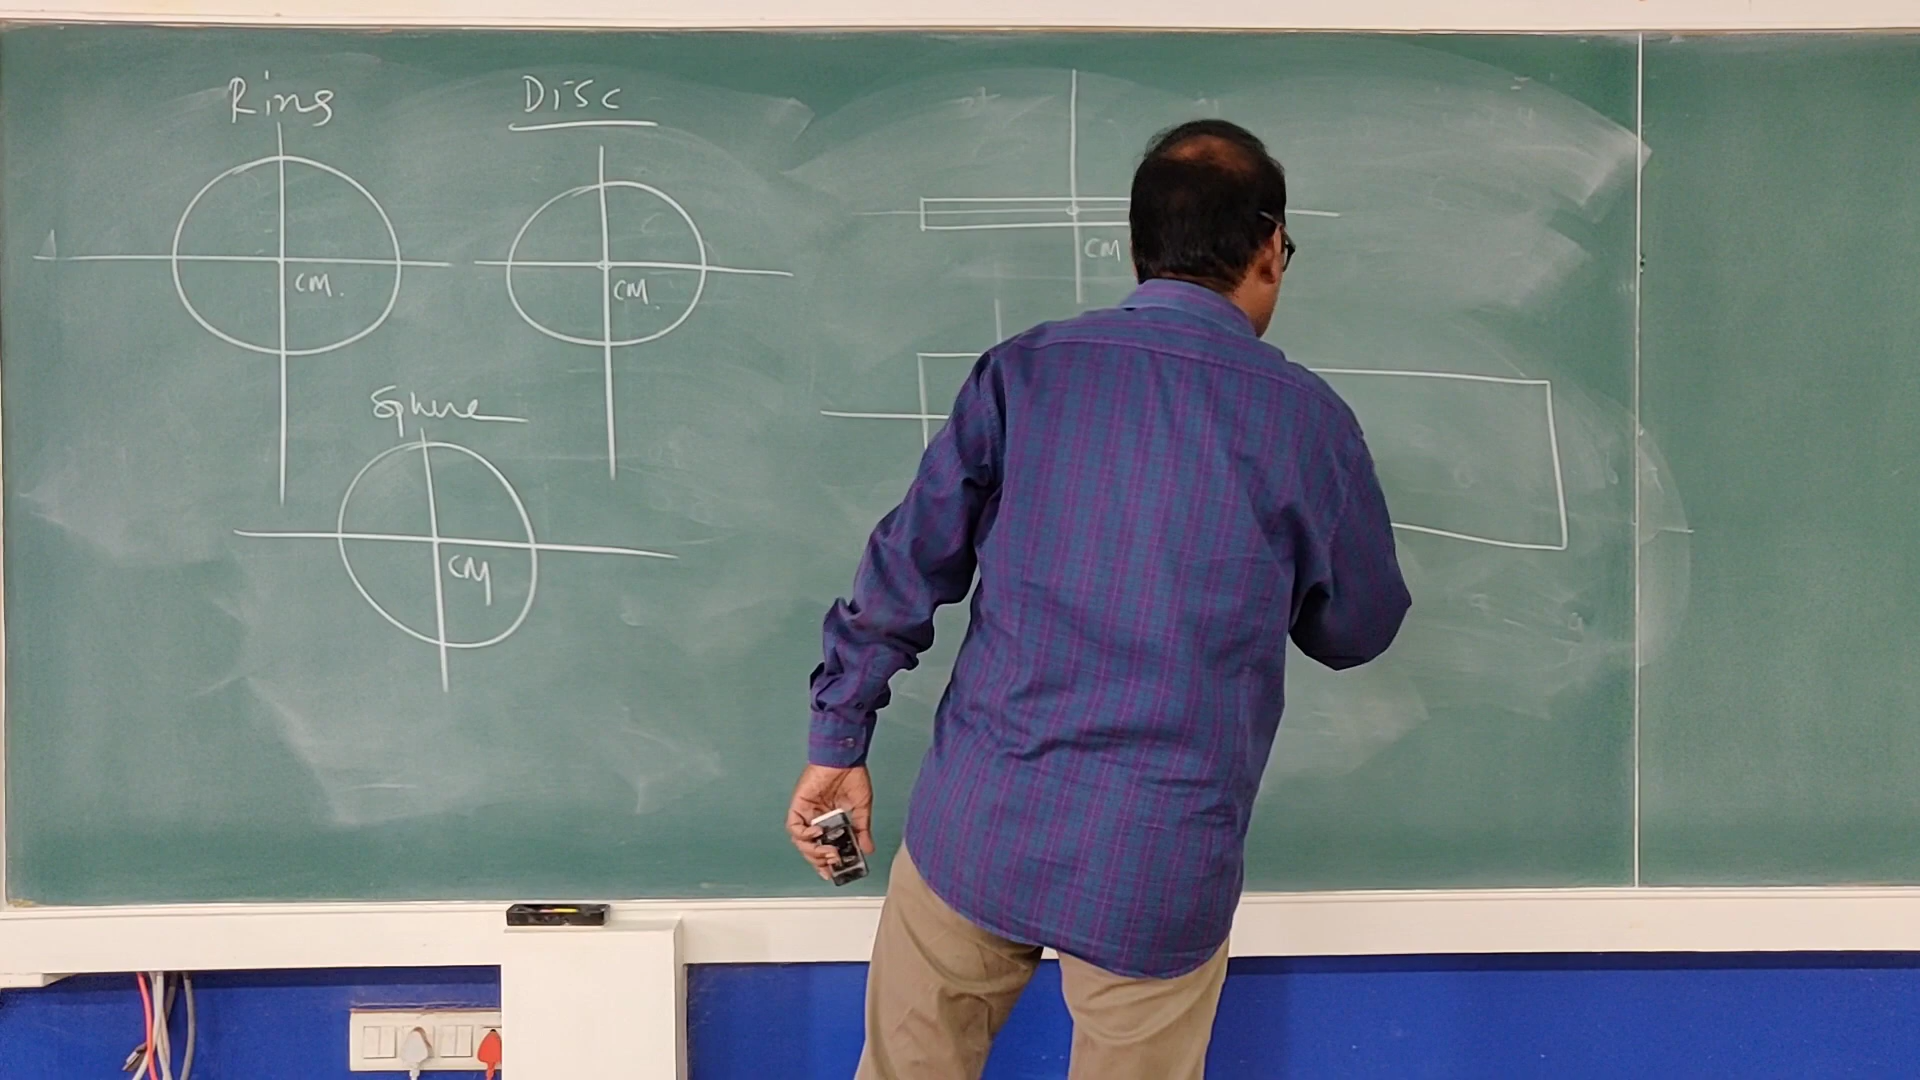 Ring
DISC
CM.
CM.
CM
Sphere
CM